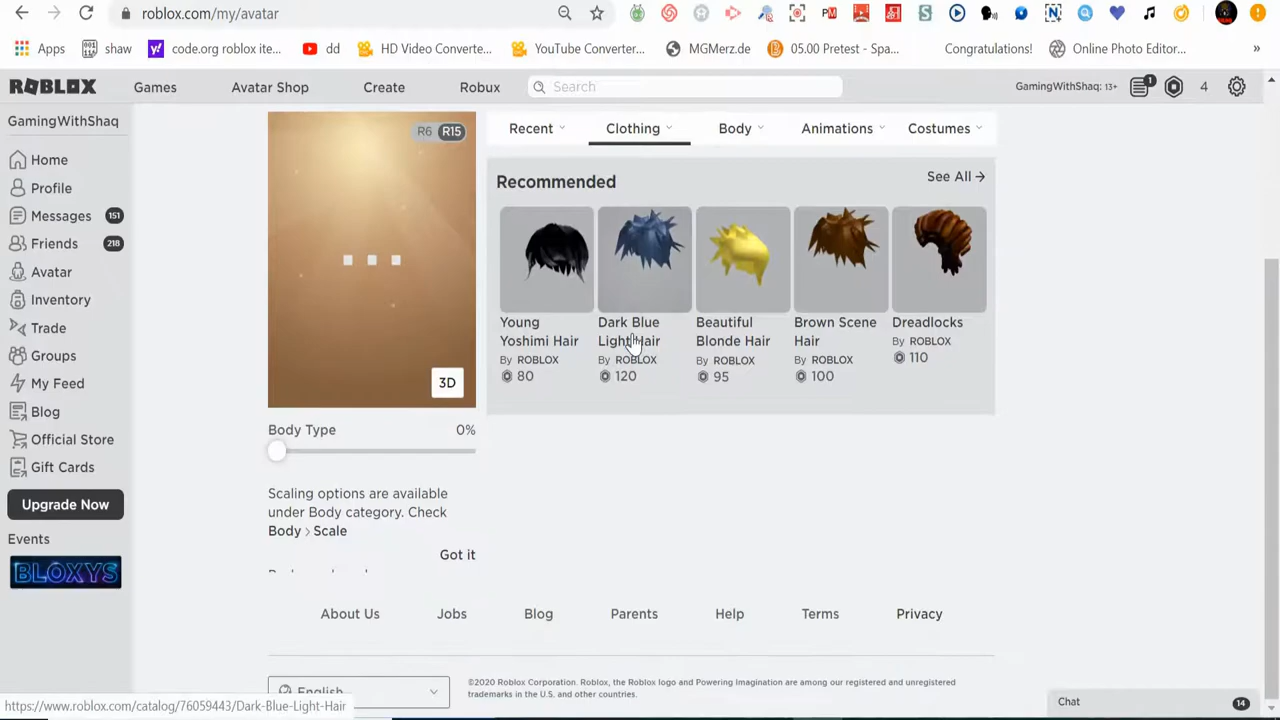 roblox.com/my/avatar
Apps
shaw
code.org roblox ite...
dd
HD Video Converte...
YouTube Converter...
MGMerz.de
05.00 Pretest - Spa...
Congratulations!
Online Photo Editor...
»
ROBLOX
Games
Avatar Shop
Create
Robux
Search
GamingWithShaq: 13+
1
4
GamingWithShaq
Home
Profile
Messages 151
Friends 218
Avatar
Inventory
Trade
Groups
My Feed
Blog
Official Store
Gift Cards
Upgrade Now
Events
BLOXYS
R6 R15
3D
Body Type 0%
Scaling options are available
under Body category. Check
Body > Scale
Got it
Recent
Clothing
Body
Animations
Costumes
Recommended
See All →
Young
Yoshimi Hair
By ROBLOX
80
Dark Blue
Light Hair
By ROBLOX
120
Beautiful
Blonde Hair
By ROBLOX
95
Brown Scene
Hair
By ROBLOX
100
Dreadlocks
By ROBLOX
110
About Us
Jobs
Blog
Parents
Help
Terms
Privacy
English
©2020 Roblox Corporation. Roblox, the Roblox logo and Powering Imagination are among our registered and unregistered
trademarks in the U.S. and other countries.
Chat
14
https://www.roblox.com/catalog/76059443/Dark-Blue-Light-Hair